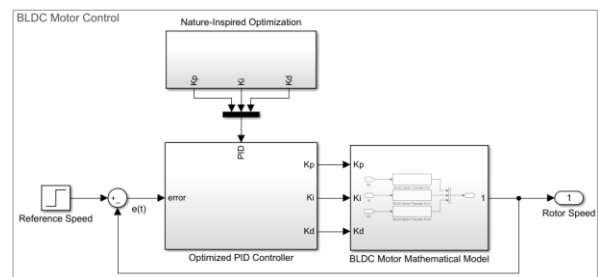 BLDC Motor Control
Nature-Inspired Optimization
Kp Ki Kd
PID
error
Kp
Ki
Kd
Kp
Ki
Kd
1
1
Reference Speed
+
-
e(t)
Optimized PID Controller
BLDC Motor Mathematical Model
Rotor Speed